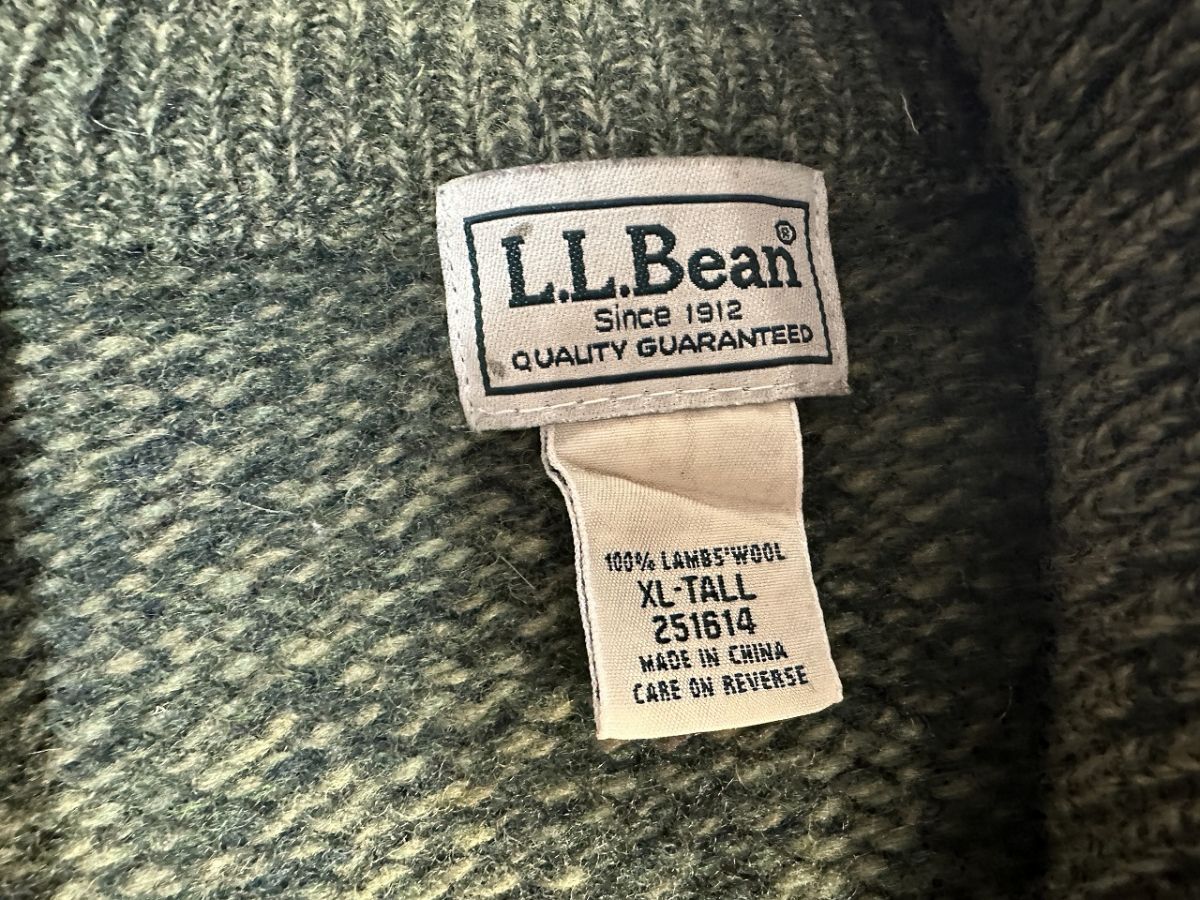 L.L.Bean®
Since 1912
QUALITY GUARANTEED
100% LAMBS'WOOL
XL-TALL
251614
MADE IN CHINA
CARE ON REVERSE